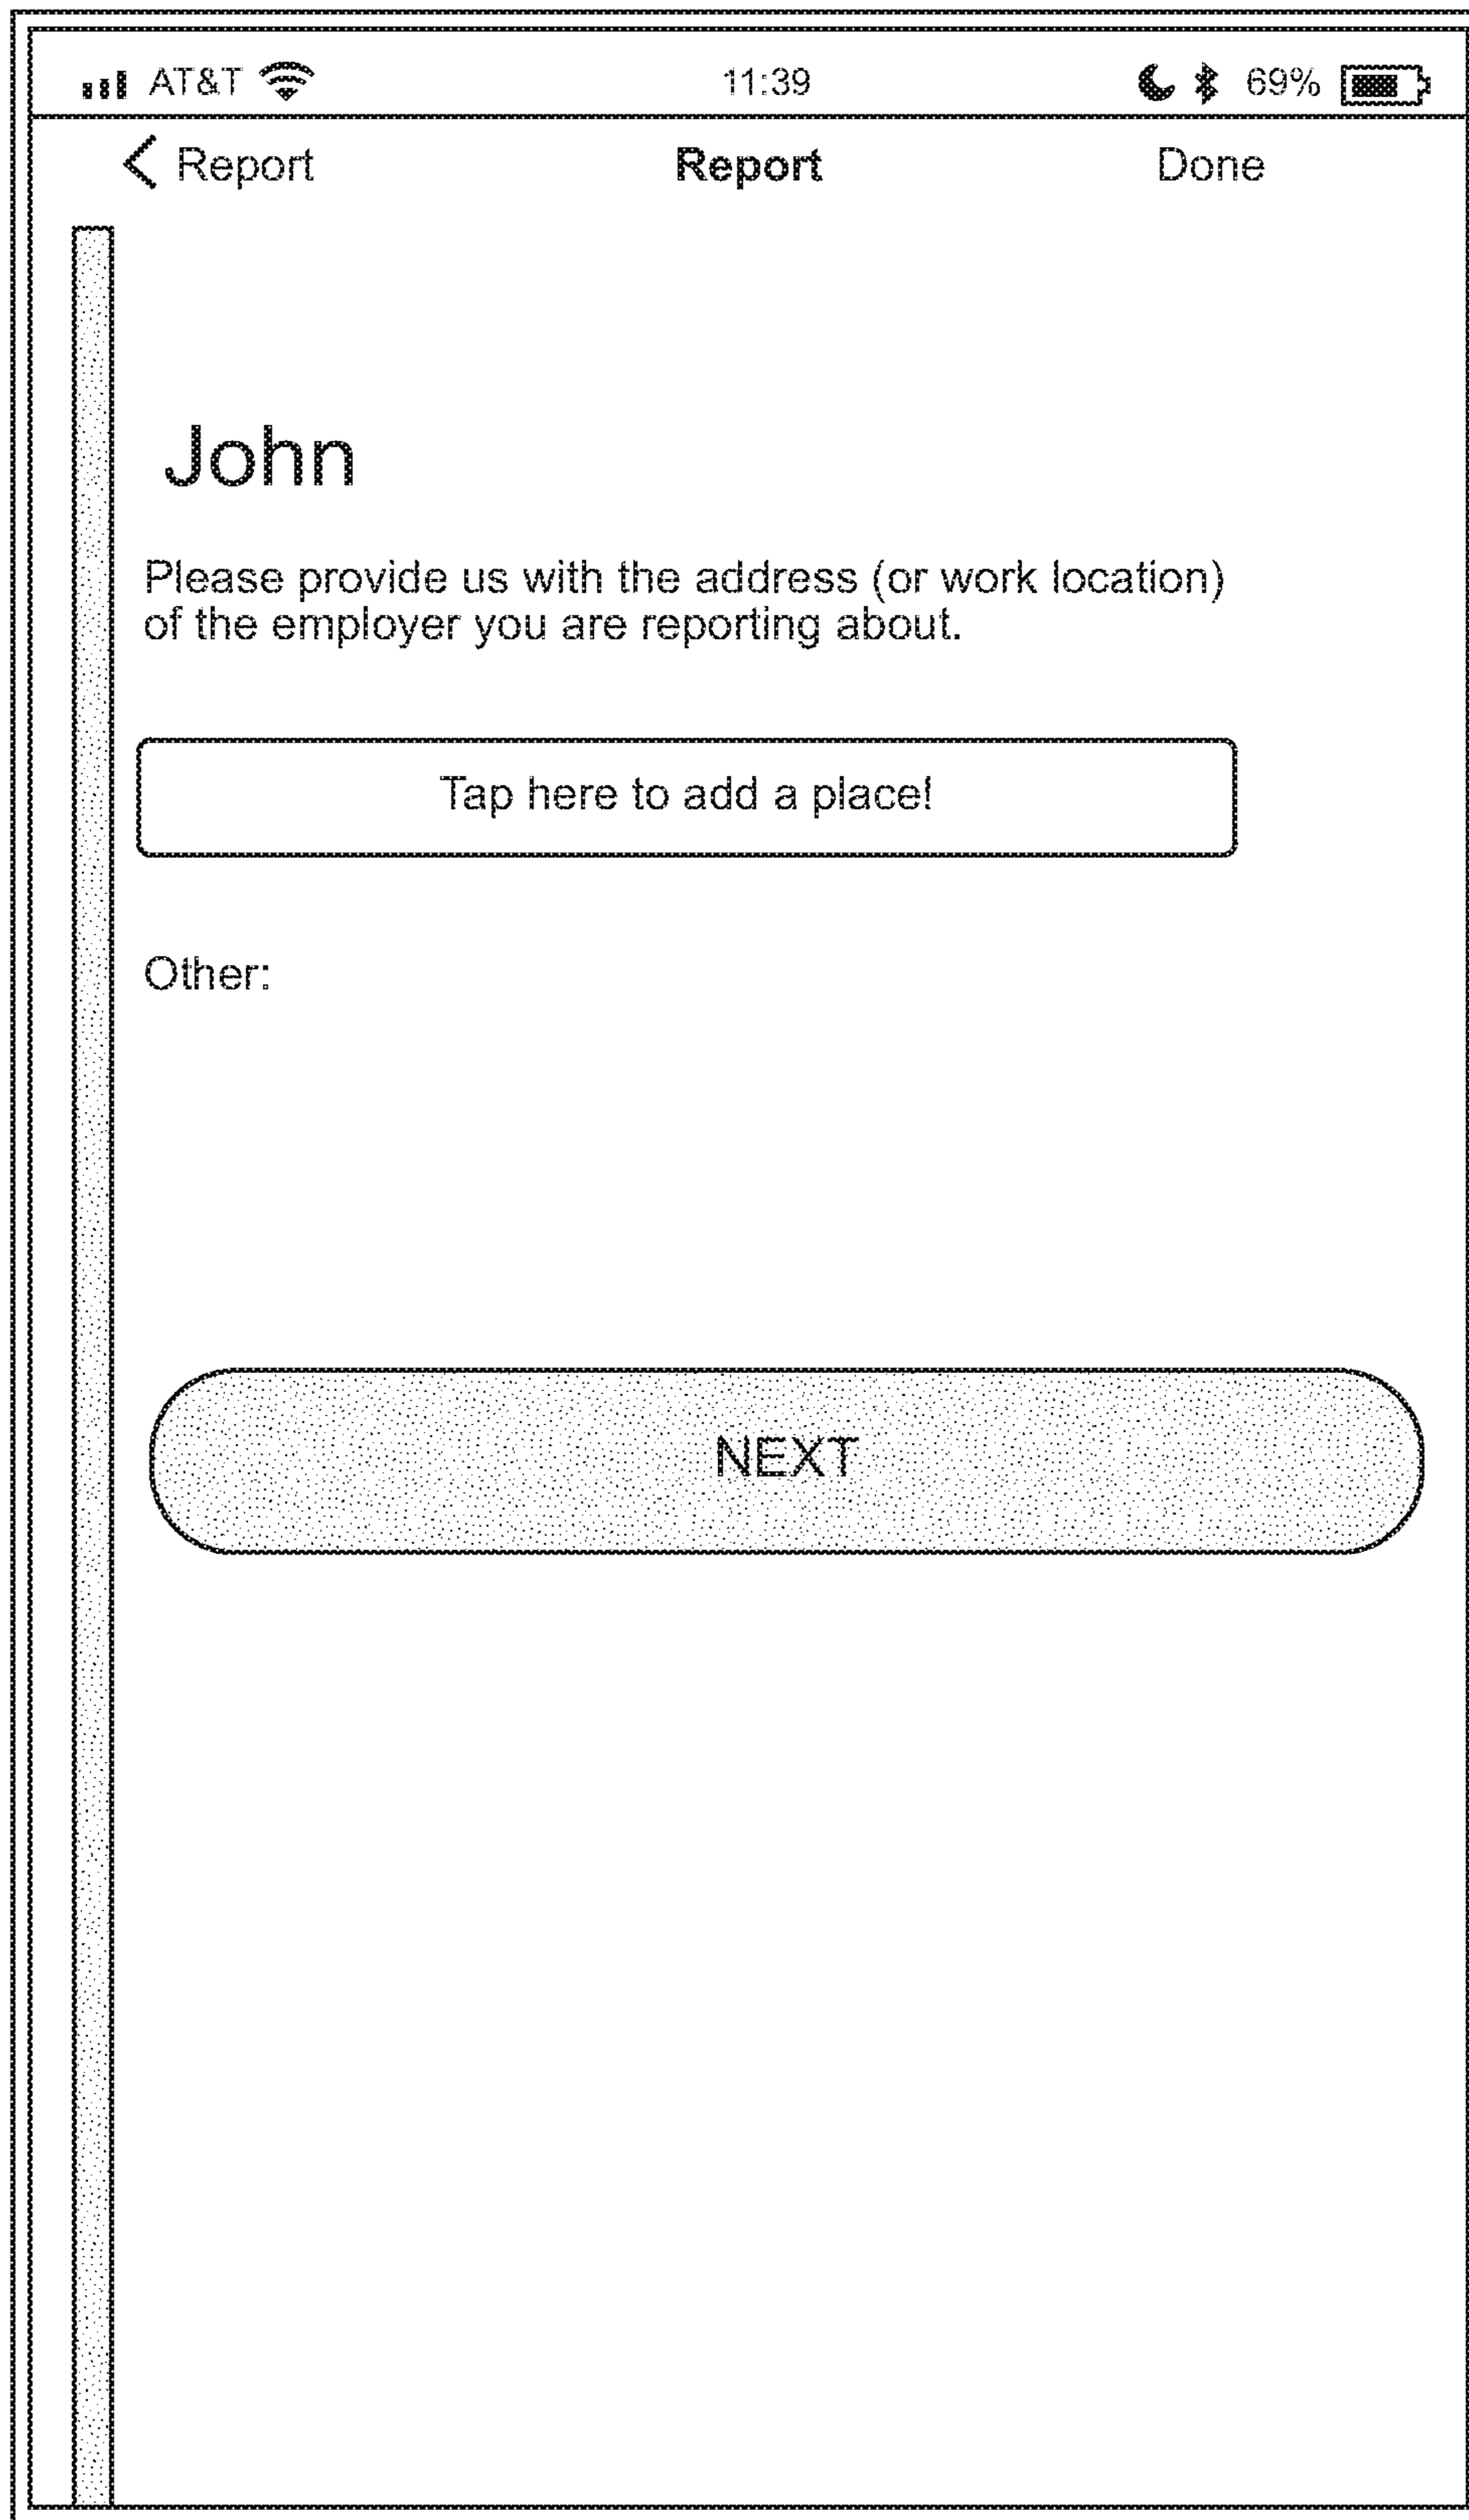 AT&T 11:39 69%
Report Report Done
John
Please provide us with the address (or work location)
of the employer you are reporting about.
Tap here to add a place!
Other:
NEXT